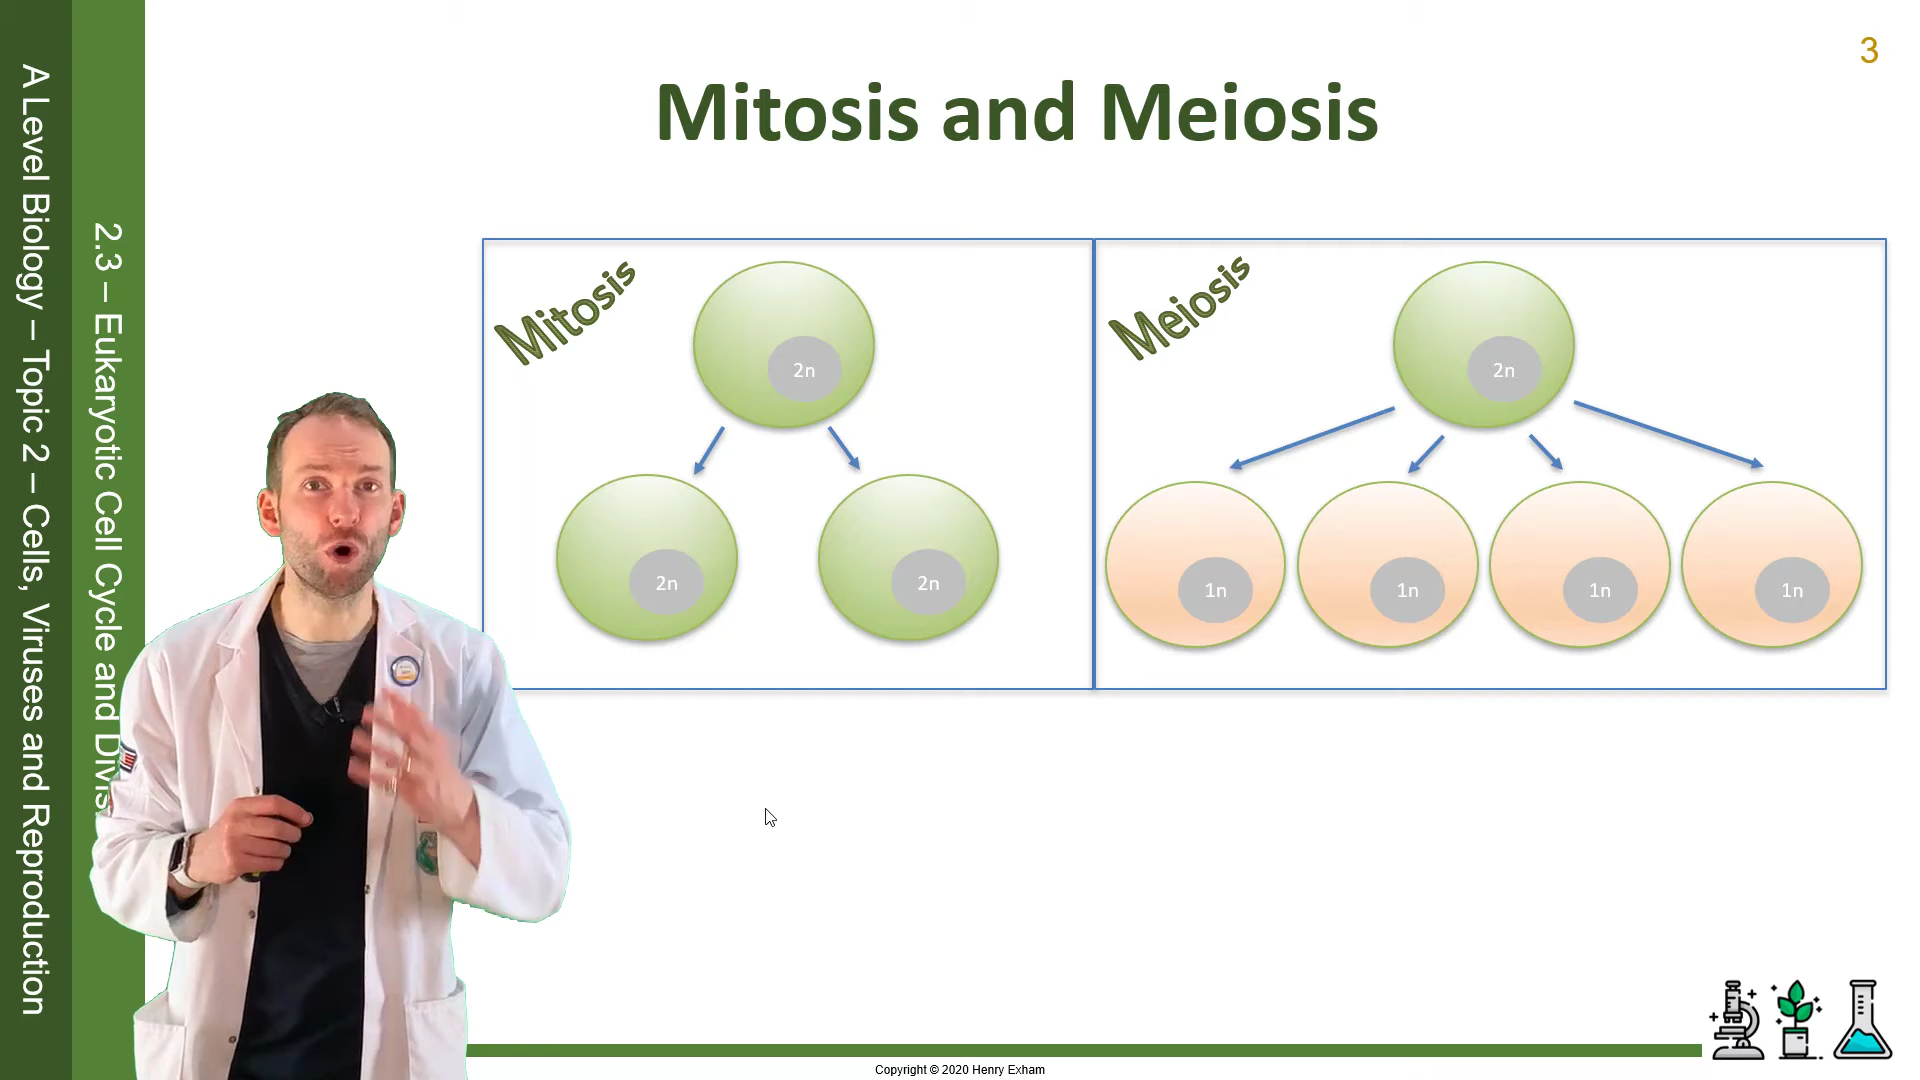 A Level Biology – Topic 2 – Cells, Viruses and Reproduction
2.3 – Eukaryotic Cell Cycle and Divis
3
Mitosis and Meiosis
Mitosis
2n
2n
2n
Meiosis
2n
1n
1n
1n
1n
Copyright © 2020 Henry Exham